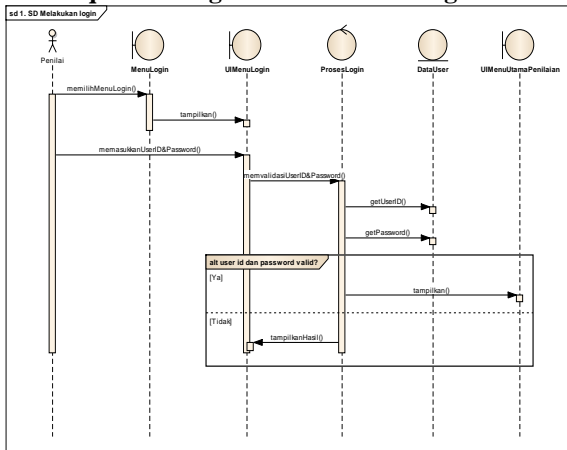 sd 1. SD Melakukan login
Penilai
MenuLogin
UIMenuLogin
ProsesLogin
DataUser
UIMenuUtamaPenilaian
memilihMenuLogin()
tampilkan()
memasukkanUserID&Password()
memvalidasiUserID&Password()
getUserID()
getPassword()
alt user id dan password valid?
[Ya]
tampilkan()
[Tidak]
tampilkanHasil()